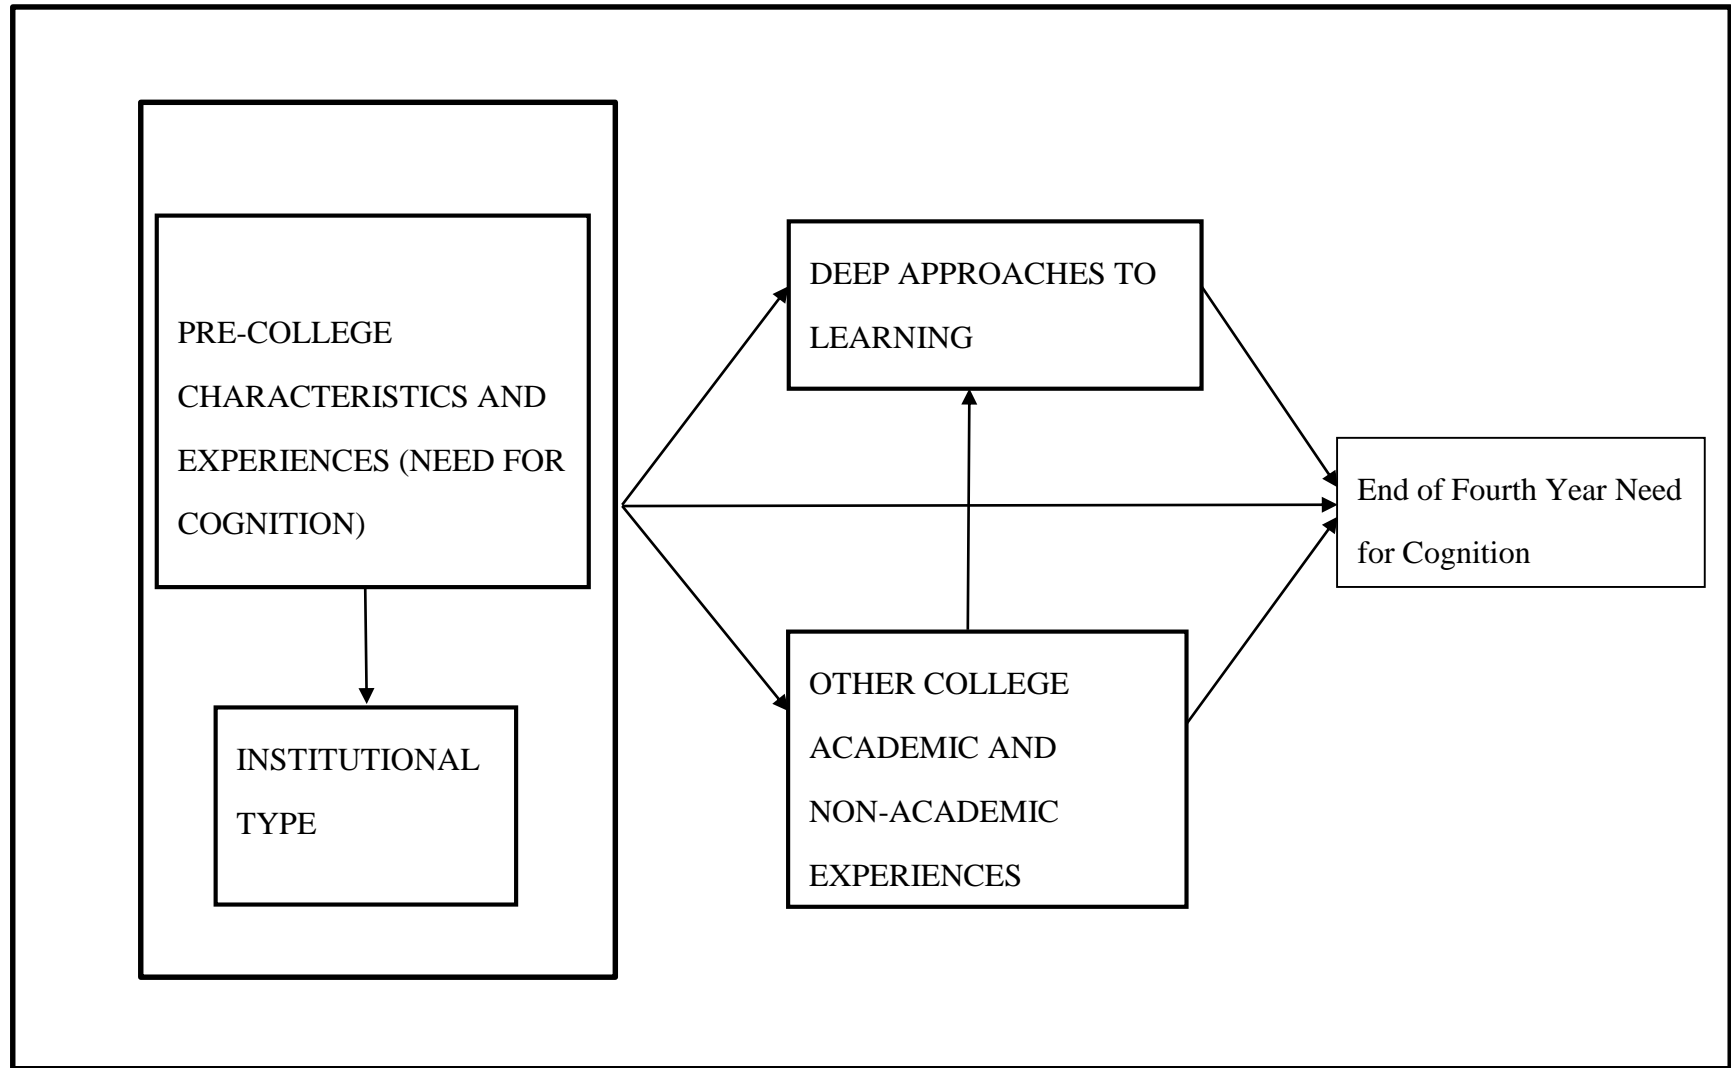 PRE-COLLEGE
CHARACTERISTICS AND
EXPERIENCES (NEED FOR
COGNITION)
INSTITUTIONAL
TYPE
DEEP APPROACHES TO
LEARNING
OTHER COLLEGE
ACADEMIC AND
NON-ACADEMIC
EXPERIENCES
End of Fourth Year Need
for Cognition